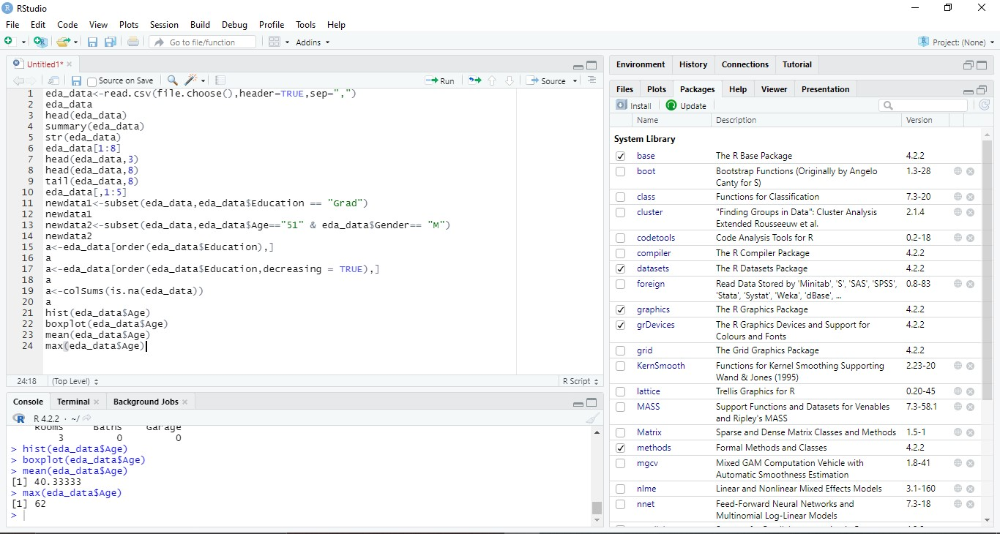 RStudio
File Edit Code View Plots Session Build Debug Profile Tools Help
Go to file/function Addins Project: (None)
Untitled1*
Source on Save Run Source
1 eda_data<-read.csv(file.choose(),header=TRUE,sep=",")
2 eda_data
3 head(eda_data)
4 summary(eda_data)
5 str(eda_data)
6 eda_data[1:8]
7 head(eda_data,3)
8 head(eda_data,8)
9 tail(eda_data,8)
10 eda_data[,1:5]
11 newdata1<-subset(eda_data,eda_data$Education == "Grad")
12 newdata1
13 newdata2<-subset(eda_data,eda_data$Age=="51" & eda_data$Gender== "M")
14 newdata2
15 a<-eda_data[order(eda_data$Education),]
16 a
17 a<-eda_data[order(eda_data$Education,decreasing = TRUE),]
18 a
19 a<-colSums(is.na(eda_data))
20 a
21 hist(eda_data$Age)
22 boxplot(eda_data$Age)
23 mean(eda_data$Age)
24 max(eda_data$Age)
24:18 (Top Level) R Script
Console Terminal Background Jobs
R 4.2.2 · ~/
Rooms Baths Garage
3 0 0
> hist(eda_data$Age)
> boxplot(eda_data$Age)
> mean(eda_data$Age)
[1] 40.33333
> max(eda_data$Age)
[1] 62
>
Environment History Connections Tutorial
Files Plots Packages Help Viewer Presentation
Install Update
Name Description Version
System Library
base The R Base Package 4.2.2
boot Bootstrap Functions (Originally by Angelo 1.3-28
Canty for S)
class Functions for Classification 7.3-20
cluster "Finding Groups in Data": Cluster Analysis 2.1.4
Extended Rousseeuw et al.
codetools Code Analysis Tools for R 0.2-18
compiler The R Compiler Package 4.2.2
datasets The R Datasets Package 4.2.2
foreign Read Data Stored by 'Minitab', 'S', 'SAS', 'SPSS', 0.8-83
'Stata', 'Systat', 'Weka', 'dBase', ...
graphics The R Graphics Package 4.2.2
grDevices The R Graphics Devices and Support for 4.2.2
Colours and Fonts
grid The Grid Graphics Package 4.2.2
KernSmooth Functions for Kernel Smoothing Supporting 2.23-20
Wand & Jones (1995)
lattice Trellis Graphics for R 0.20-45
MASS Support Functions and Datasets for Venables 7.3-58.1
and Ripley's MASS
Matrix Sparse and Dense Matrix Classes and Methods 1.5-1
methods Formal Methods and Classes 4.2.2
mgcv Mixed GAM Computation Vehicle with 1.8-41
Automatic Smoothness Estimation
nlme Linear and Nonlinear Mixed Effects Models 3.1-160
nnet Feed-Forward Neural Networks and 7.3-18
Multinomial Log-Linear Models